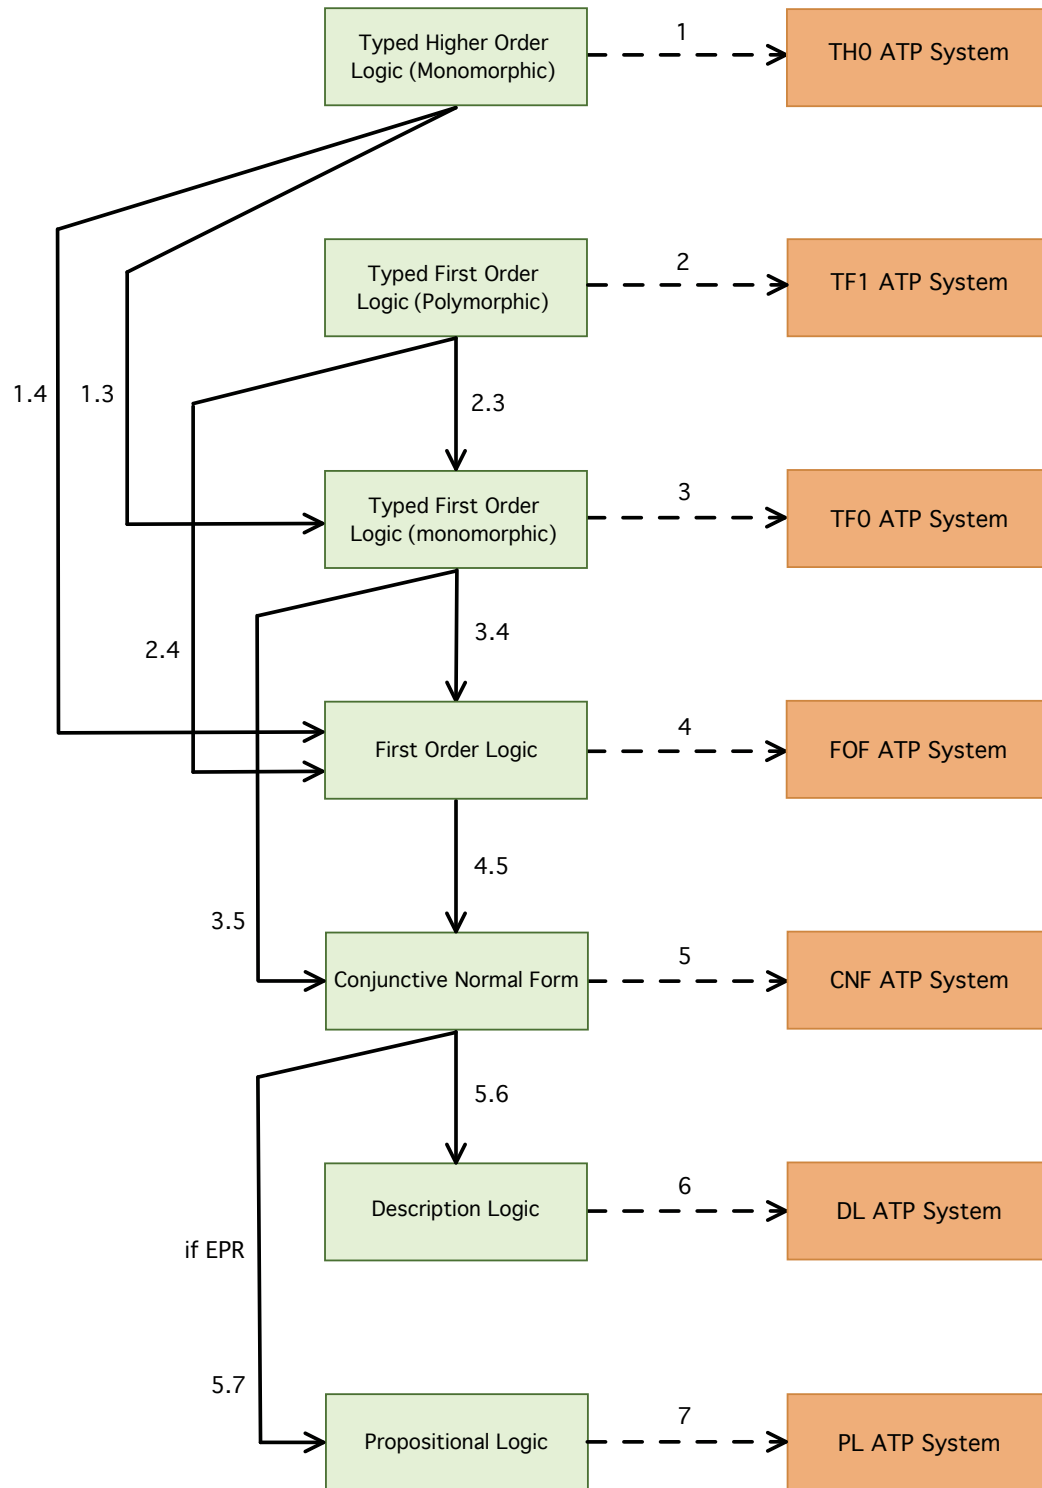 Typed Higher Order
Logic (Monomorphic)
1
TH0 ATP System
Typed First Order
Logic (Polymorphic)
2
TF1 ATP System
1.4
1.3
2.3
Typed First Order
Logic (monomorphic)
3
TF0 ATP System
2.4
3.4
First Order Logic
4
FOF ATP System
4.5
3.5
Conjunctive Normal Form
5
CNF ATP System
5.6
Description Logic
6
DL ATP System
if EPR
5.7
Propositional Logic
7
PL ATP System